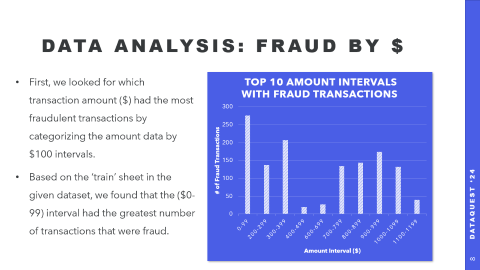 DATA ANALYSIS: FRAUD BY $
• First, we looked for which
transaction amount ($) had the most
fraudulent transactions by
categorizing the amount data by
$100 intervals.
• Based on the 'train' sheet in the
given dataset, we found that the ($0-
99) interval had the greatest number
of transactions that were fraud.
TOP 10 AMOUNT INTERVALS
WITH FRAUD TRANSACTIONS
# of Fraud Transactions
300
250
200
150
100
50
0
0-99
200-299
300-399
400-499
600-699
700-799
800-899
900-999
1000-1099
1100-1199
Amount Interval ($)
DATAQUEST '24
8